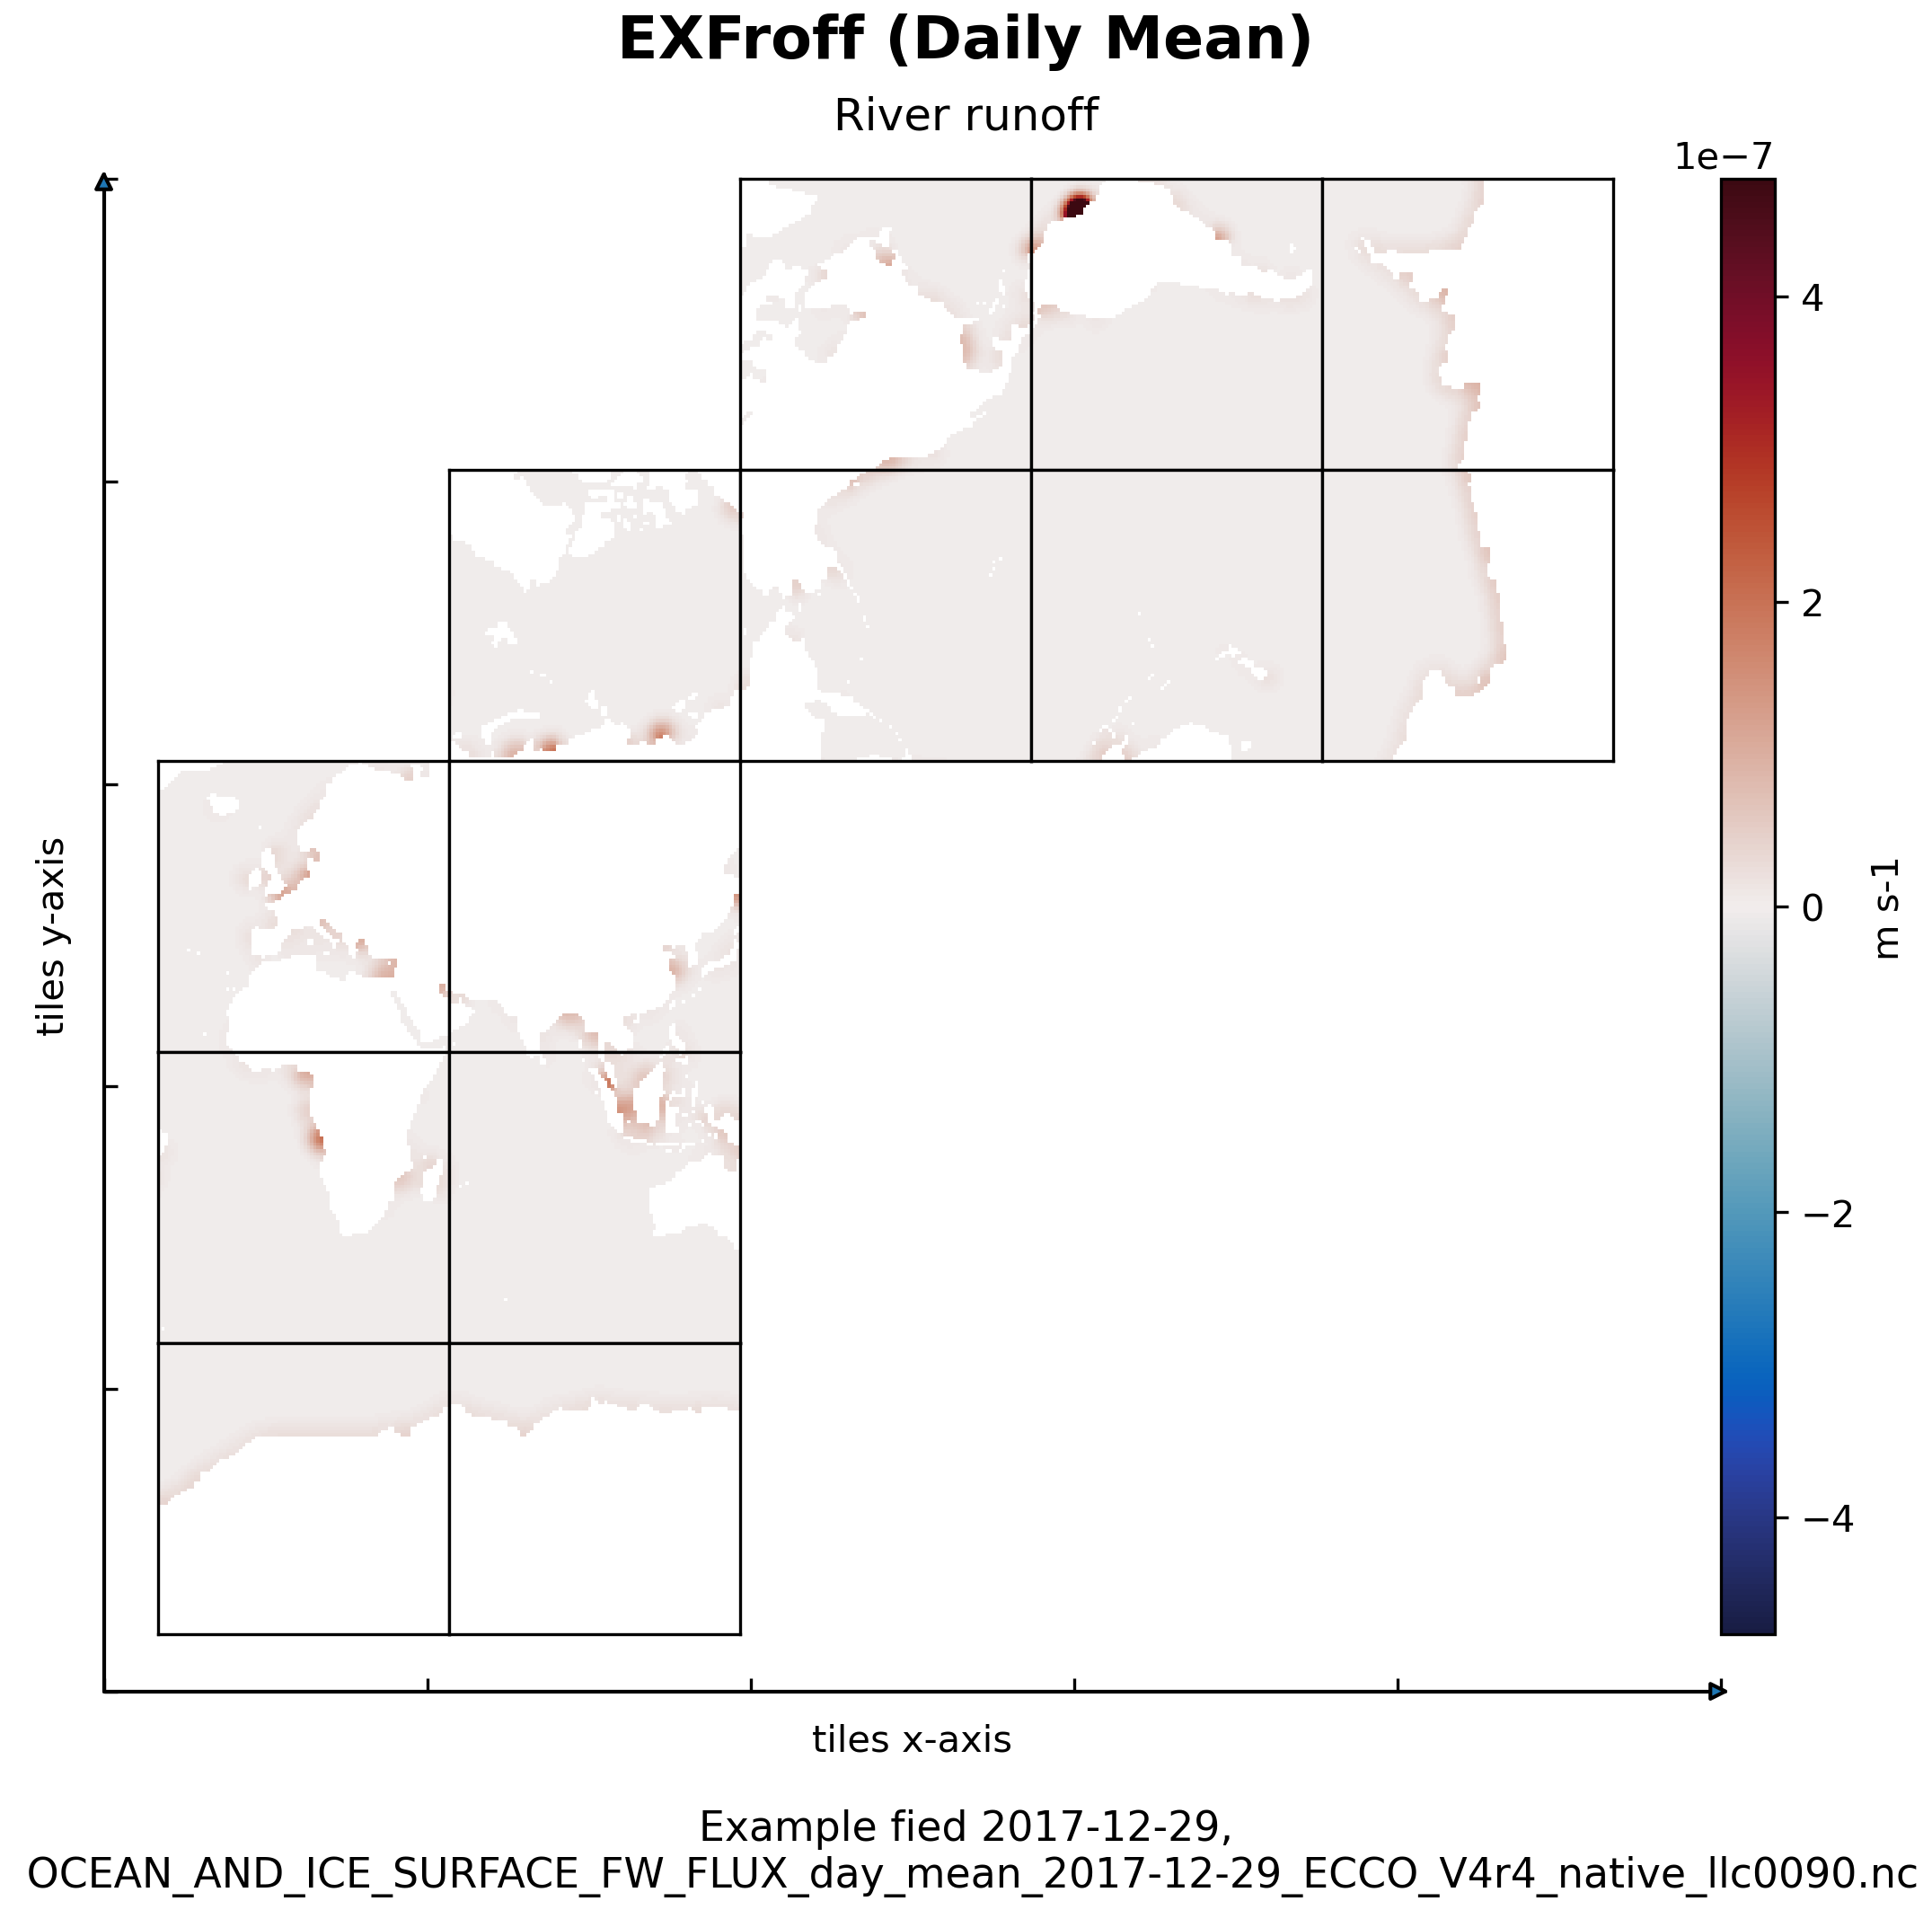 EXFroff (Daily Mean)
River runoff
1e−7
4
2
0
−2
−4
m s-1
tiles y-axis
tiles x-axis
Example fied 2017-12-29,
OCEAN_AND_ICE_SURFACE_FW_FLUX_day_mean_2017-12-29_ECCO_V4r4_native_llc0090.nc